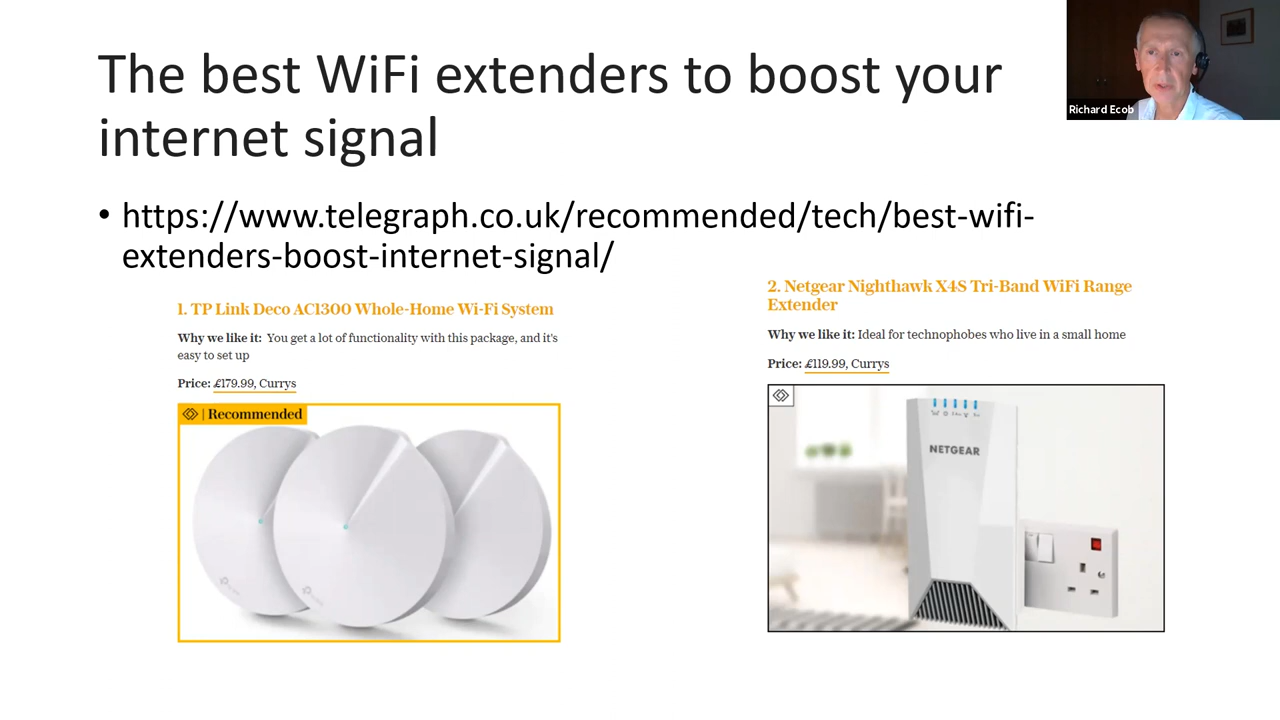 The best WiFi extenders to boost your
internet signal
Richard Ecob
• https://www.telegraph.co.uk/recommended/tech/best-wifi-
extenders-boost-internet-signal/
1. TP Link Deco AC1300 Whole-Home Wi-Fi System
Why we like it: You get a lot of functionality with this package, and it's
easy to set up
Price: £179.99, Currys
Recommended
2. Netgear Nighthawk X4S Tri-Band WiFi Range
Extender
Why we like it: Ideal for technophobes who live in a small home
Price: £119.99, Currys
NETGEAR